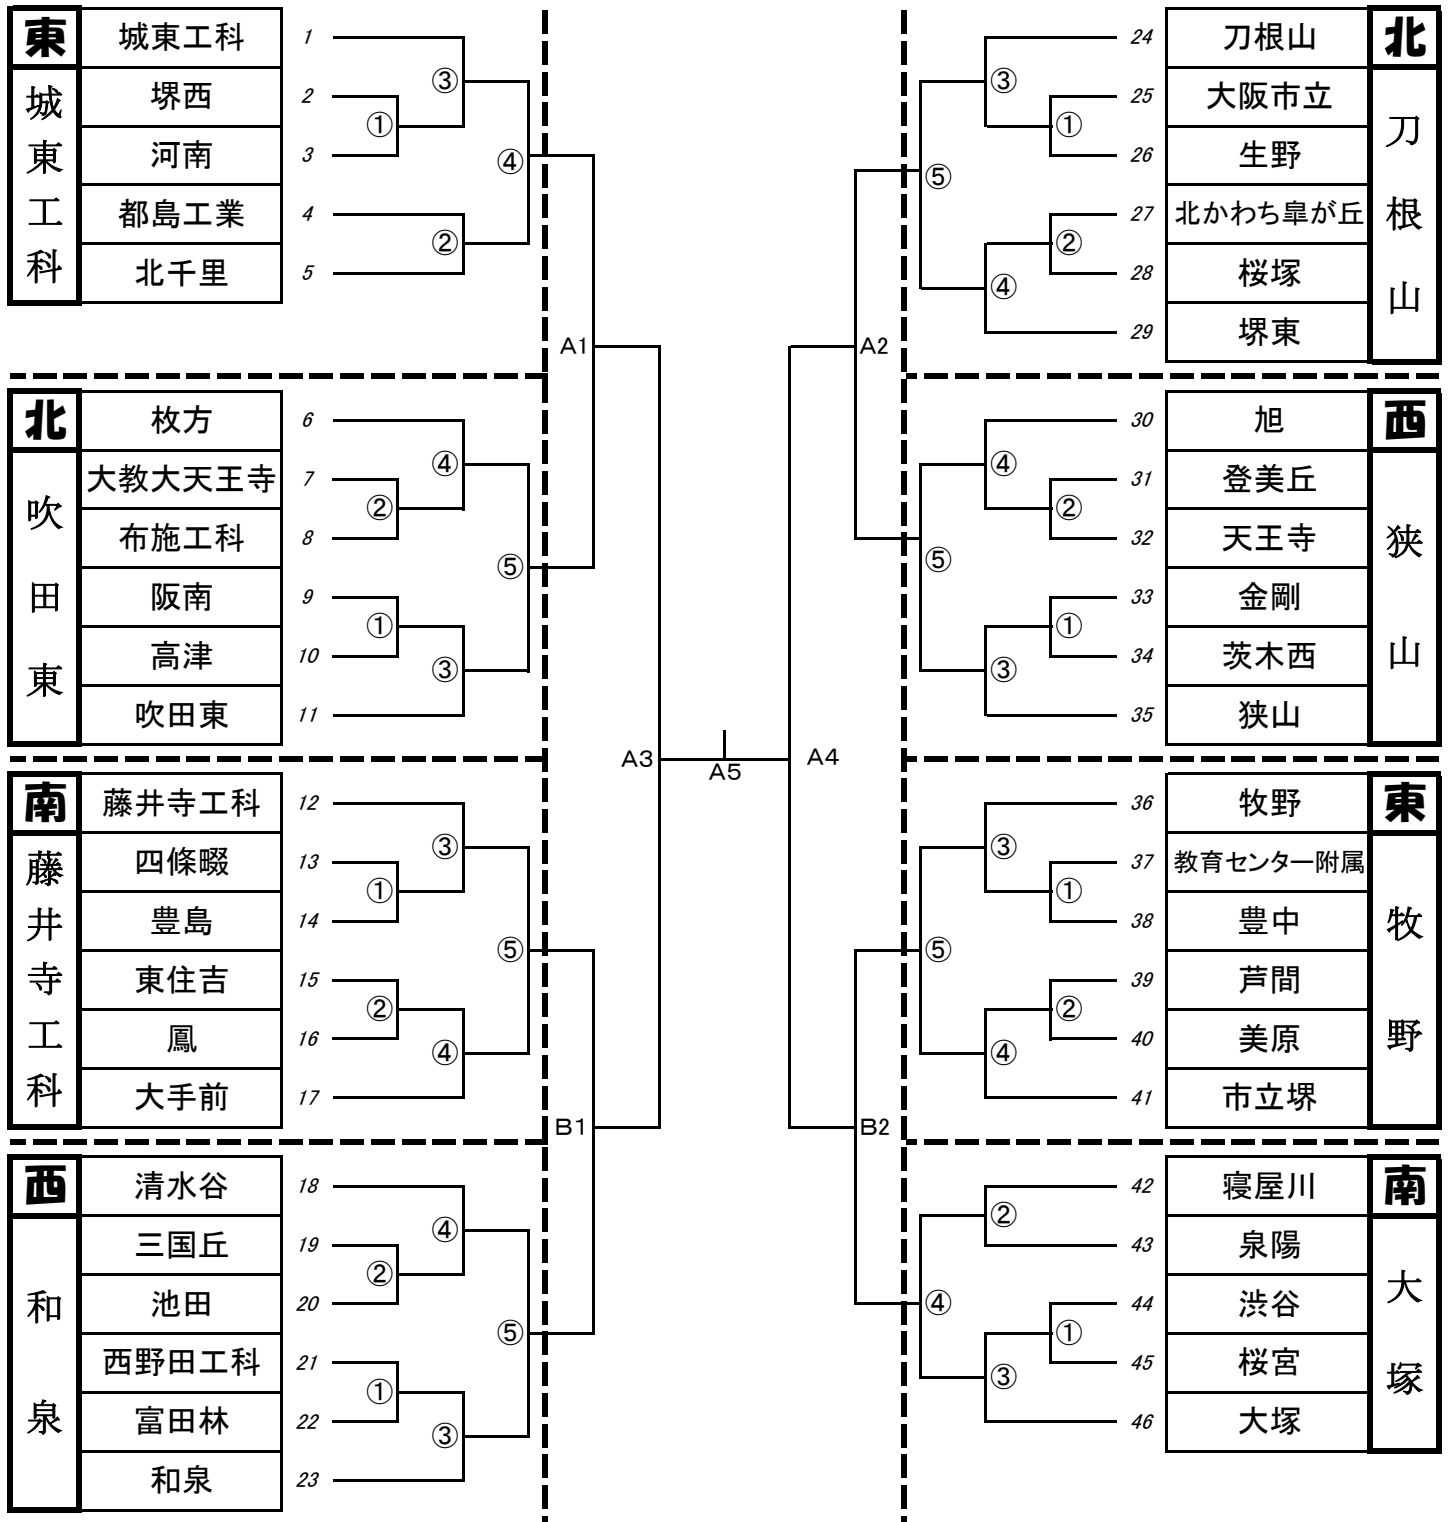 東
城東工科
城東工科 1
堺西 2
河南 3
都島工業 4
北千里 5
③
①
④
②
北
吹田東
枚方 6
大教大天王寺 7
布施工科 8
阪南 9
高津 10
吹田東 11
④
②
⑤
①
③
南
藤井寺工科
藤井寺工科 12
四條畷 13
豊島 14
東住吉 15
鳳 16
大手前 17
③
①
⑤
②
④
西
和泉
清水谷 18
三国丘 19
池田 20
西野田工科 21
富田林 22
和泉 23
④
②
⑤
①
③
A1
A3
B1
A5
A2
A4
B2
北
刀根山
24 刀根山
25 大阪市立
26 生野
27 北かわち皐が丘
28 桜塚
29 堺東
③
①
⑤
②
④
西
狭山
30 旭
31 登美丘
32 天王寺
33 金剛
34 茨木西
35 狭山
④
②
⑤
①
③
東
牧野
36 牧野
37 教育センター附属
38 豊中
39 芦間
40 美原
41 市立堺
③
①
⑤
②
④
南
大塚
42 寝屋川
43 泉陽
44 渋谷
45 桜宮
46 大塚
②
④
①
③